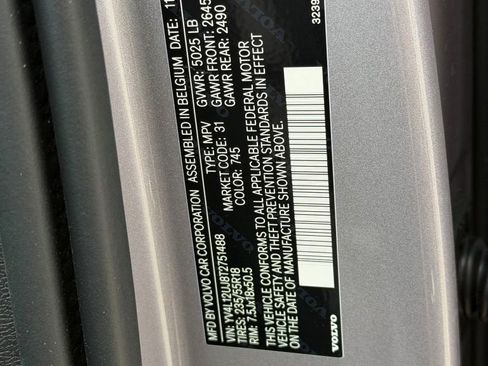 MFD BY VOLVO CAR CORPORATION ASSEMBLED IN BELGIUM DATE: 11
GVWR: 5025 LB
GAWR FRONT: 2645
GAWR REAR: 2490
VIN: YV4L12UJ8T2751488 TYPE: MPV
TIRES: 235/55R18 MARKET CODE: 31
RIM: 7.5Jx18x50.5 COLOR: 745
THIS VEHICLE CONFORMS TO ALL APPLICABLE FEDERAL MOTOR
VEHICLE SAFETY AND THEFT PREVENTION STANDARDS IN EFFECT
ON THE DATE OF MANUFACTURE SHOWN ABOVE.
VOLVO 3239